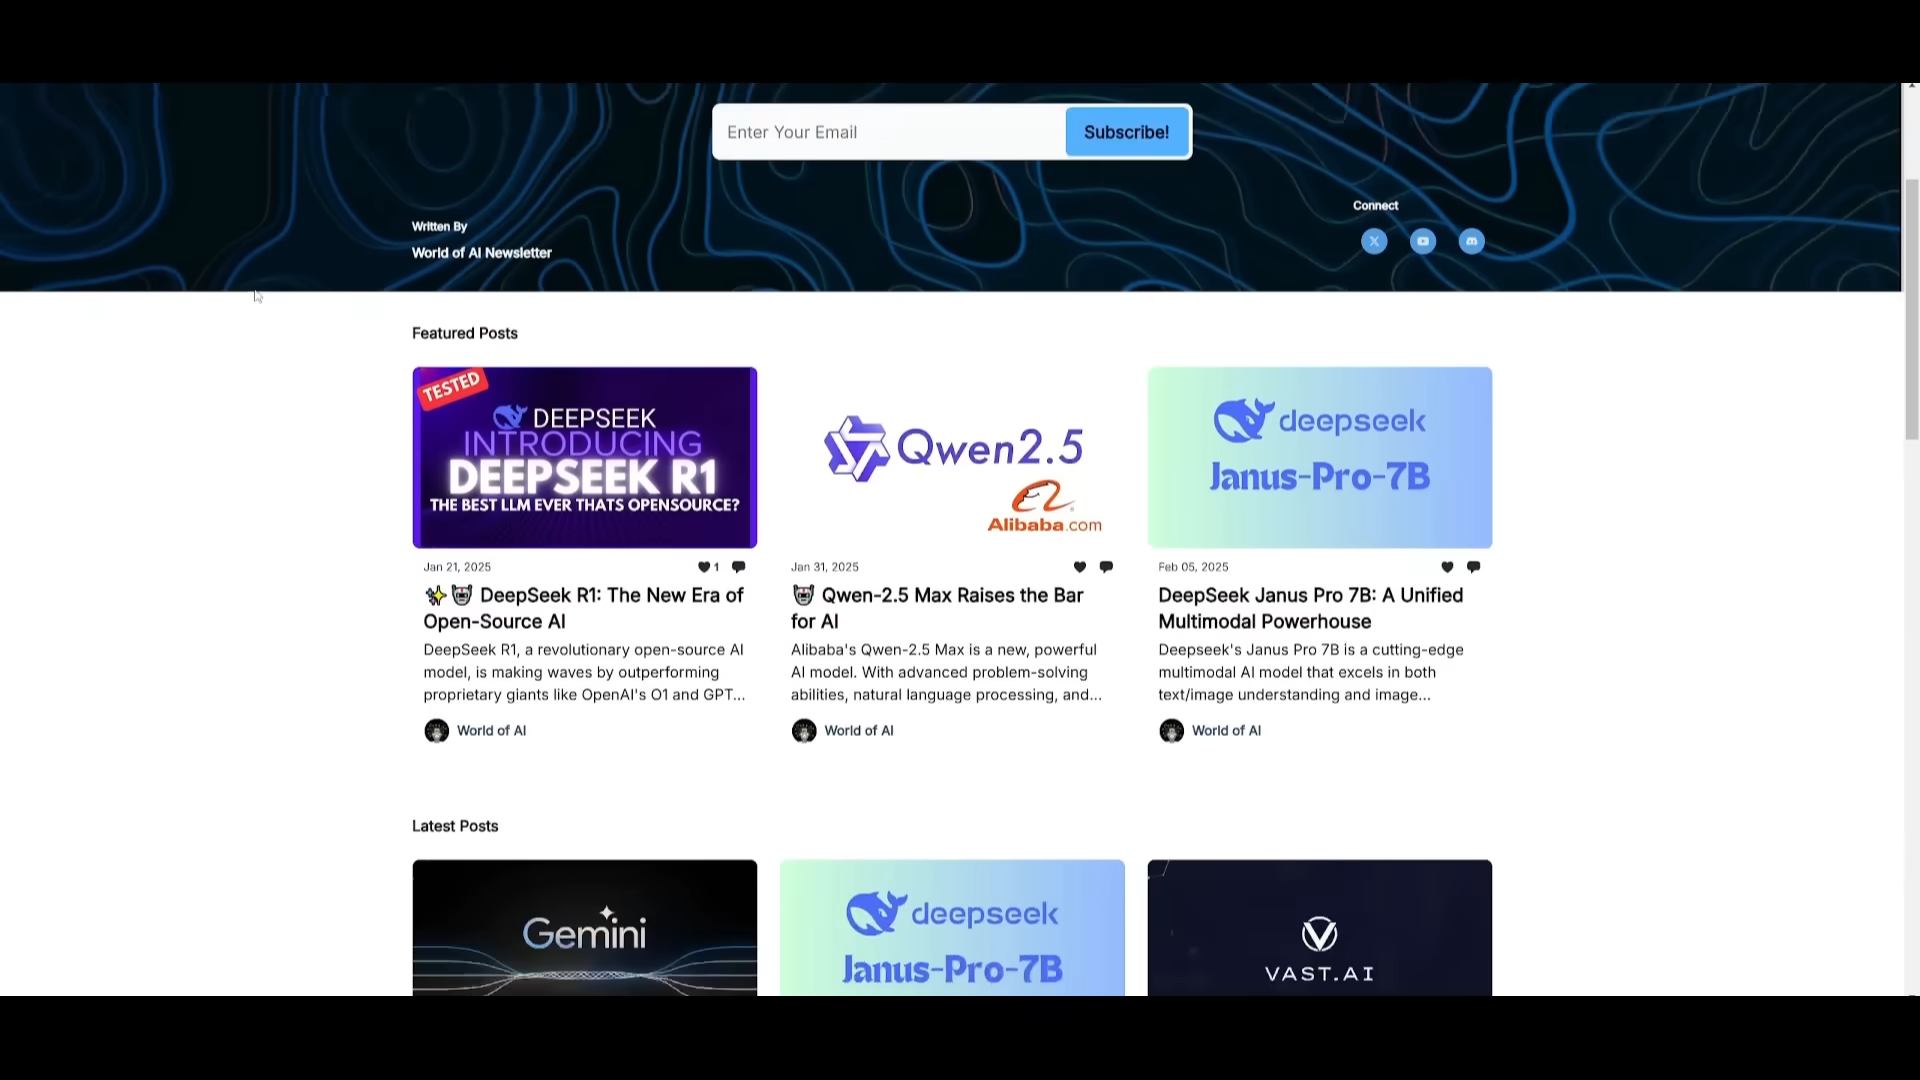 Enter Your Email
Subscribe!
Connect
Written By
World of AI Newsletter
Featured Posts
TESTED
DEEPSEEK
INTRODUCING
DEEPSEEK R1
THE BEST LLM EVER THATS OPENSOURCE?
Jan 21, 2025
1
✨🤖 DeepSeek R1: The New Era of
Open-Source AI
DeepSeek R1, a revolutionary open-source AI
model, is making waves by outperforming
proprietary giants like OpenAI's O1 and GPT...
World of AI
Qwen2.5
Alibaba.com
Jan 31, 2025
🤖 Qwen-2.5 Max Raises the Bar
for AI
Alibaba's Qwen-2.5 Max is a new, powerful
AI model. With advanced problem-solving
abilities, natural language processing, and...
World of AI
deepseek
Janus-Pro-7B
Feb 05, 2025
DeepSeek Janus Pro 7B: A Unified
Multimodal Powerhouse
Deepseek's Janus Pro 7B is a cutting-edge
multimodal AI model that excels in both
text/image understanding and image...
World of AI
Latest Posts
Gemini
deepseek
Janus-Pro-7B
VAST.AI